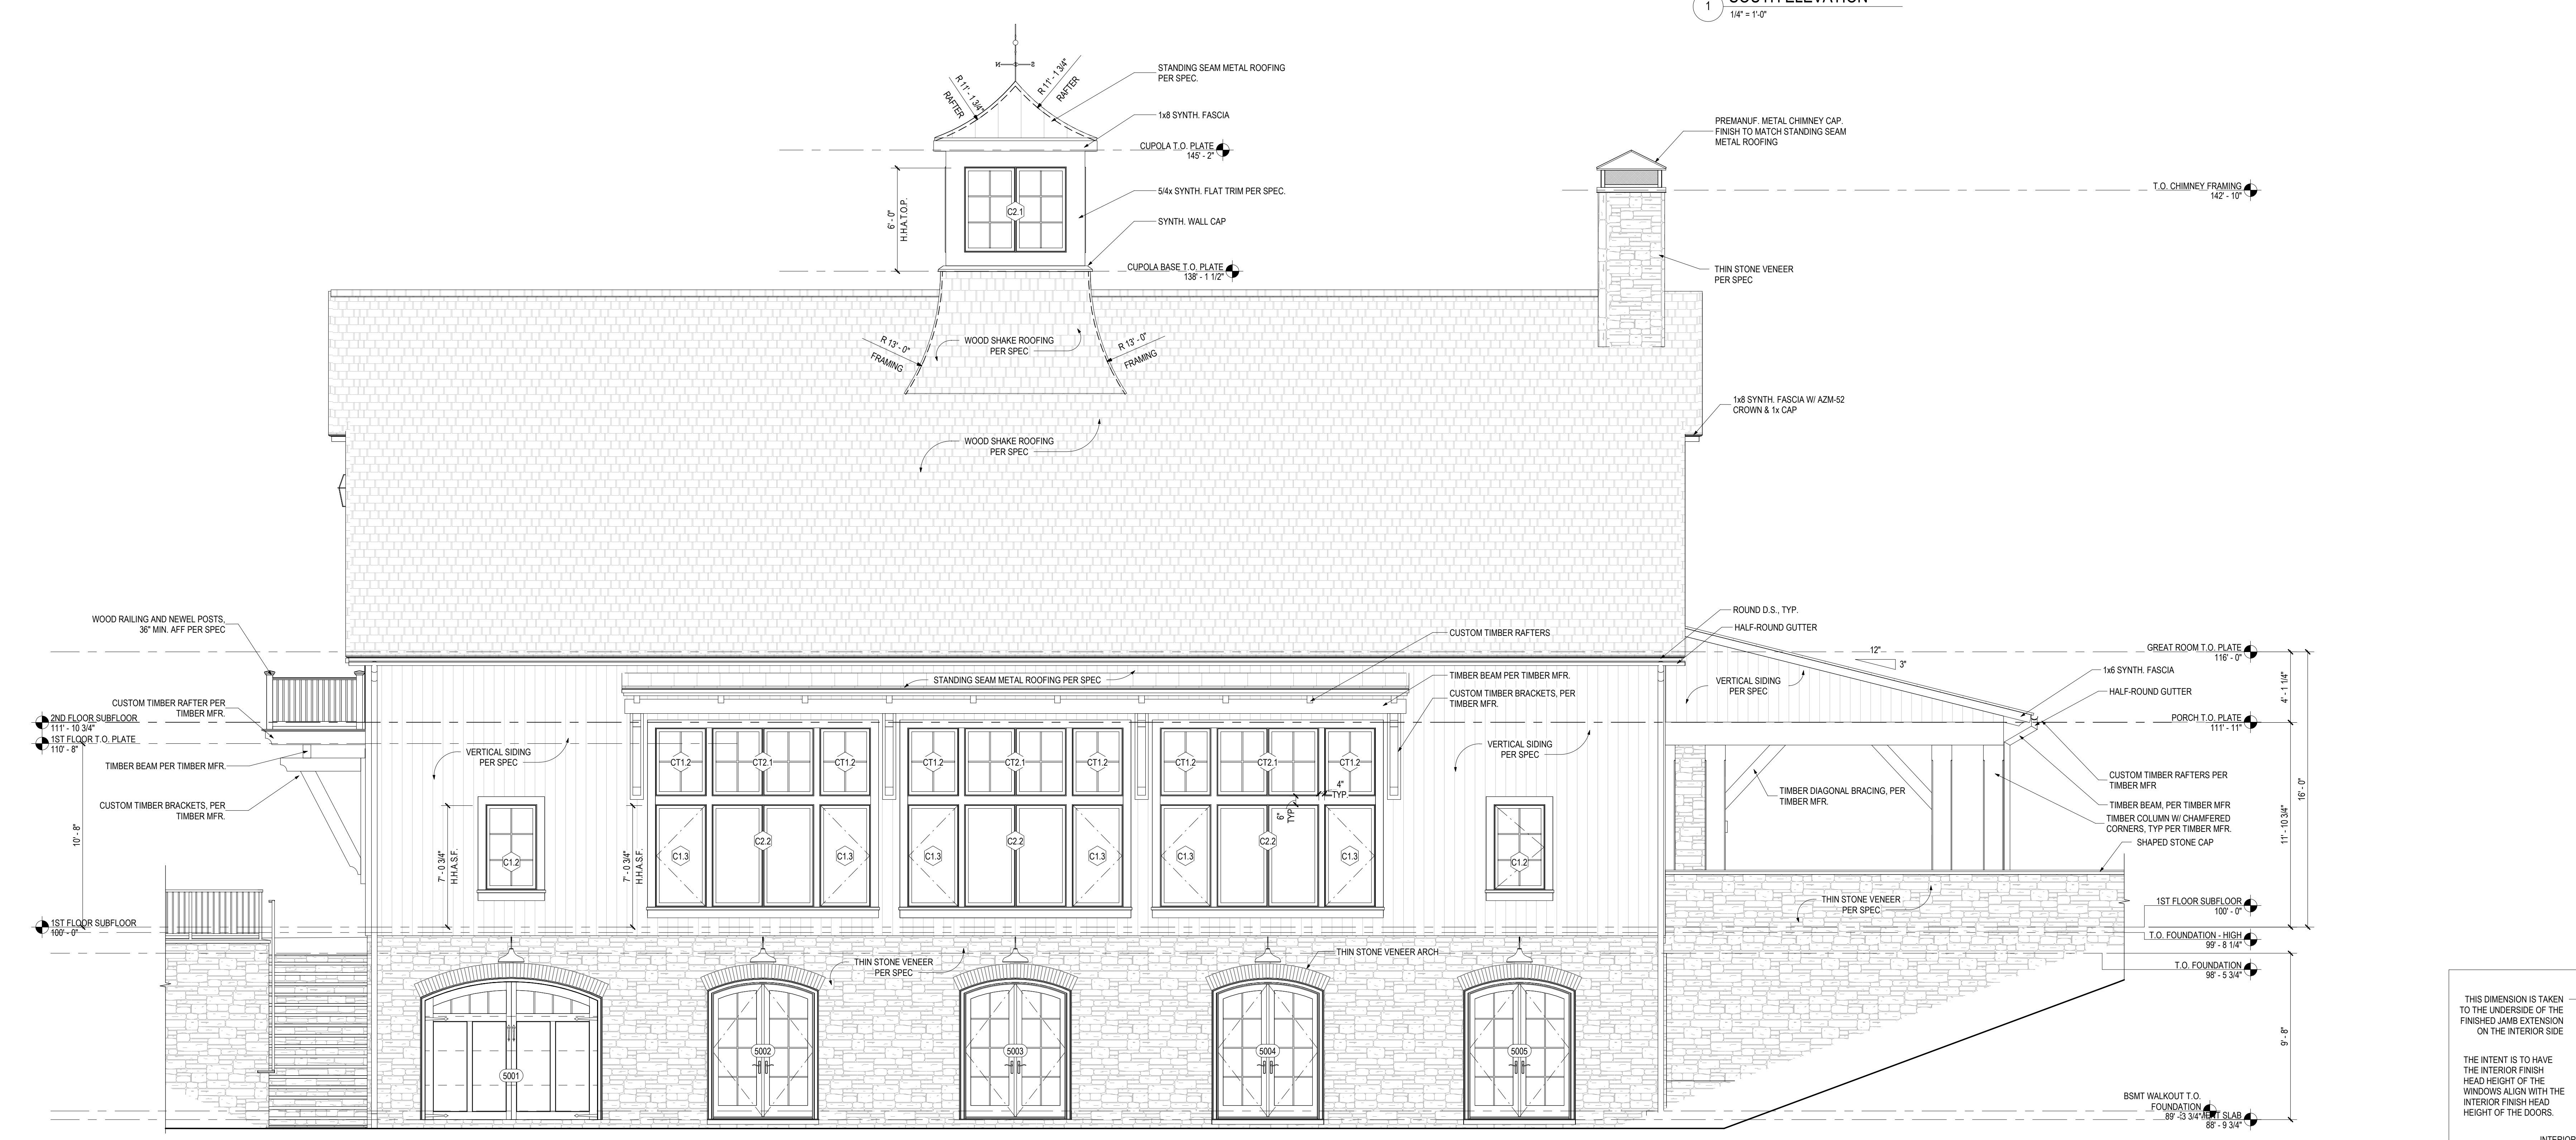 1
SOUTH ELEVATION
1/4" = 1'-0"
N
S
R 11' - 1 3/4"
RAFTER
R 11' - 1 3/4"
RAFTER
STANDING SEAM METAL ROOFING
PER SPEC.
1x8 SYNTH. FASCIA
CUPOLA T.O. PLATE
145' - 2"
5/4x SYNTH. FLAT TRIM PER SPEC.
C2.1
6' - 0"
H.H.A.T.O.P.
SYNTH. WALL CAP
CUPOLA BASE T.O. PLATE
138' - 1 1/2"
PREMANUF. METAL CHIMNEY CAP.
FINISH TO MATCH STANDING SEAM
METAL ROOFING
T.O. CHIMNEY FRAMING
142' - 10"
THIN STONE VENEER
PER SPEC
WOOD SHAKE ROOFING
PER SPEC
R 13' - 0"
FRAMING
R 13' - 0"
FRAMING
1x8 SYNTH. FASCIA W/ AZM-52
CROWN & 1x CAP
WOOD SHAKE ROOFING
PER SPEC
WOOD RAILING AND NEWEL POSTS,
36" MIN. AFF PER SPEC
CUSTOM TIMBER RAFTER PER
TIMBER MFR.
2ND FLOOR SUBFLOOR
111' - 10 3/4"
1ST FLOOR T.O. PLATE
110' - 8"
TIMBER BEAM PER TIMBER MFR.
CUSTOM TIMBER BRACKETS, PER
TIMBER MFR.
10' - 8"
1ST FLOOR SUBFLOOR
100' - 0"
ROUND D.S., TYP.
HALF-ROUND GUTTER
CUSTOM TIMBER RAFTERS
STANDING SEAM METAL ROOFING PER SPEC
TIMBER BEAM PER TIMBER MFR.
CUSTOM TIMBER BRACKETS, PER
TIMBER MFR.
VERTICAL SIDING
PER SPEC
VERTICAL SIDING
PER SPEC
CT1.2
CT2.1
CT1.2
CT1.2
CT2.1
CT1.2
CT1.2
CT2.1
CT1.2
4"
TYP.
6"
TYP.
7' - 0 3/4"
H.H.A.S.F.
7' - 0 3/4"
H.H.A.S.F.
C1.2
C1.3
C2.2
C1.3
C1.3
C2.2
C1.3
C1.3
C2.2
C1.3
C1.2
12"
3"
GREAT ROOM T.O. PLATE
116' - 0"
1x6 SYNTH. FASCIA
HALF-ROUND GUTTER
VERTICAL SIDING
PER SPEC
PORCH T.O. PLATE
111' - 11"
4' - 1 1/4"
16' - 0"
11' - 10 3/4"
CUSTOM TIMBER RAFTERS PER
TIMBER MFR
TIMBER DIAGONAL BRACING, PER
TIMBER MFR.
TIMBER BEAM, PER TIMBER MFR
TIMBER COLUMN W/ CHAMFERED
CORNERS, TYP PER TIMBER MFR.
SHAPED STONE CAP
THIN STONE VENEER
PER SPEC
1ST FLOOR SUBFLOOR
100' - 0"
T.O. FOUNDATION - HIGH
99' - 8 1/4"
T.O. FOUNDATION
98' - 5 3/4"
9' - 8"
THIN STONE VENEER
PER SPEC
THIN STONE VENEER ARCH
5001
5002
5003
5004
5005
BSMT WALKOUT T.O.
FOUNDATION
89' - 3 3/4"
SLAB
88' - 9 3/4"
THIS DIMENSION IS TAKEN
TO THE UNDERSIDE OF THE
FINISHED JAMB EXTENSION
ON THE INTERIOR SIDE
THE INTENT IS TO HAVE
THE INTERIOR FINISH
HEAD HEIGHT OF THE
WINDOWS ALIGN WITH THE
INTERIOR FINISH HEAD
HEIGHT OF THE DOORS.
INTERIOR